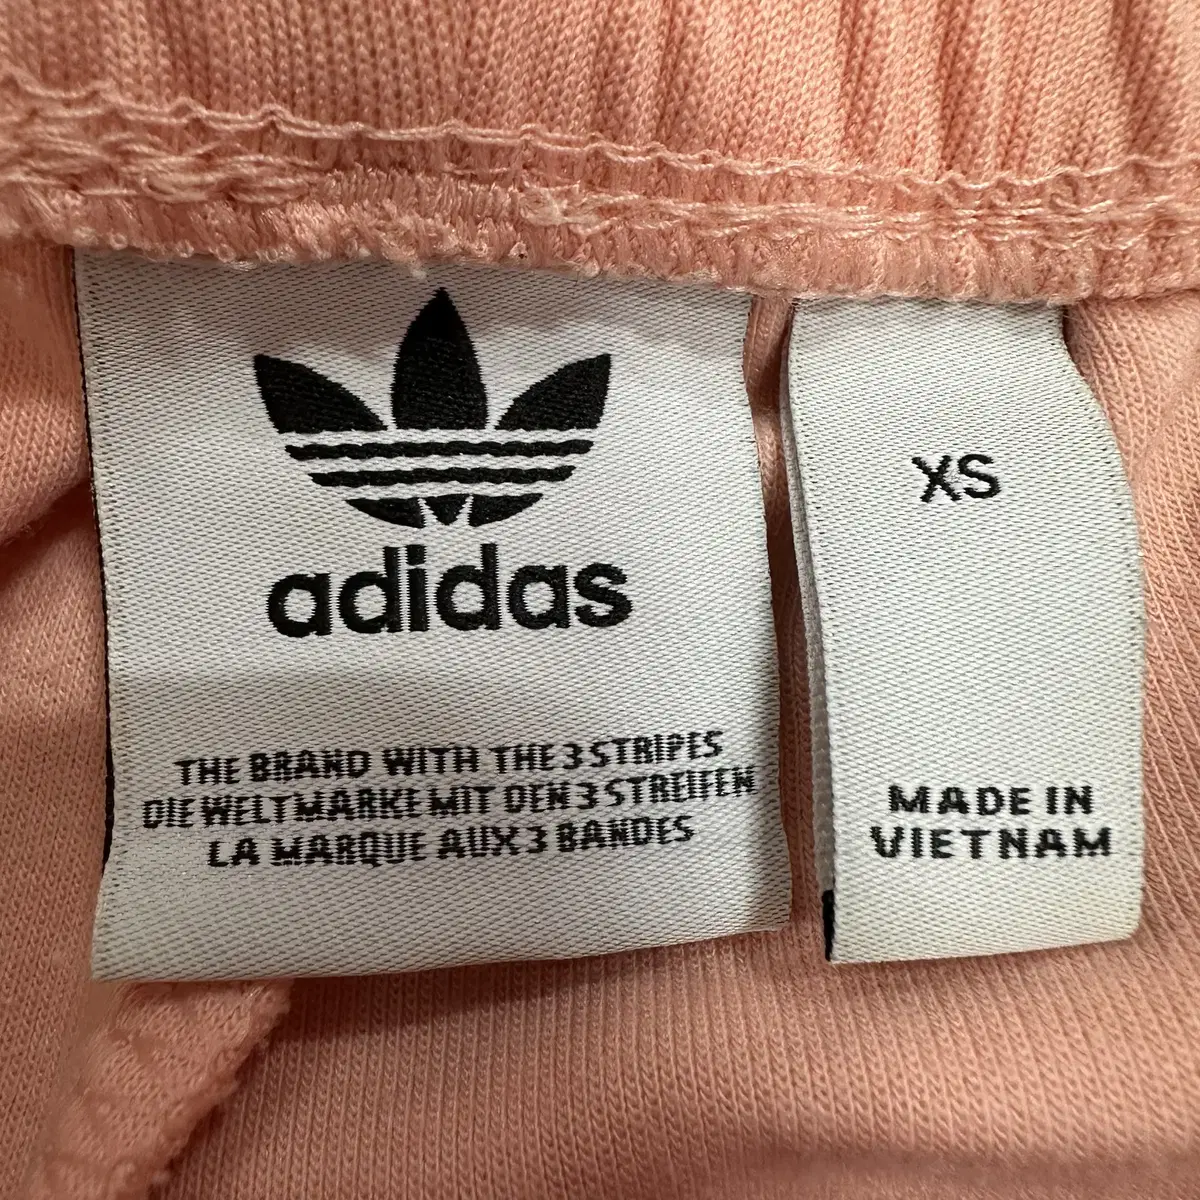 adidas
THE BRAND WITH THE 3 STRIPES
DIE WELTMARKE MIT DEN 3 STREIFEN
LA MARQUE AUX 3 BANDES
XS
MADE IN
VIETNAM